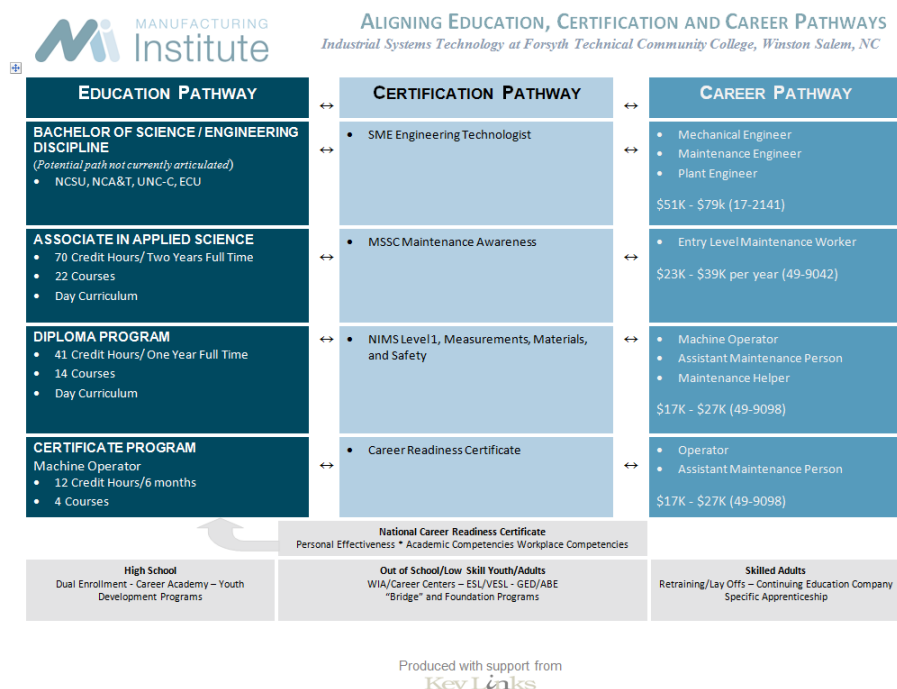 MANUFACTURING
Institute
ALIGNING EDUCATION, CERTIFICATION AND CAREER PATHWAYS
Industrial Systems Technology at Forsyth Technical Community College, Winston Salem, NC
EDUCATION PATHWAY
↔
CERTIFICATION PATHWAY
↔
CAREER PATHWAY
BACHELOR OF SCIENCE / ENGINEERING
DISCIPLINE
(Potential path not currently articulated)
• NCSU, NCA&T, UNC-C, ECU
↔
• SME Engineering Technologist
↔
• Mechanical Engineer
• Maintenance Engineer
• Plant Engineer
$51K - $79k (17-2141)
ASSOCIATE IN APPLIED SCIENCE
• 70 Credit Hours/ Two Years Full Time
• 22 Courses
• Day Curriculum
↔
• MSSC Maintenance Awareness
↔
• Entry Level Maintenance Worker
$23K - $39K per year (49-9042)
DIPLOMA PROGRAM
• 41 Credit Hours/ One Year Full Time
• 14 Courses
• Day Curriculum
↔
• NIMS Level1, Measurements, Materials,
and Safety
↔
• Machine Operator
• Assistant Maintenance Person
• Maintenance Helper
$17K - $27K (49-9098)
CERTIFICATE PROGRAM
Machine Operator
• 12 Credit Hours/6 months
• 4 Courses
↔
• Career Readiness Certificate
↔
• Operator
• Assistant Maintenance Person
$17K - $27K (49-9098)
National Career Readiness Certificate
Personal Effectiveness * Academic Competencies Workplace Competencies
High School
Dual Enrollment - Career Academy – Youth
Development Programs
Out of School/Low Skill Youth/Adults
WIA/Career Centers – ESL/VESL - GED/ABE
“Bridge” and Foundation Programs
Skilled Adults
Retraining/Lay Offs – Continuing Education Company
Specific Apprenticeship
Produced with support from
Key Links